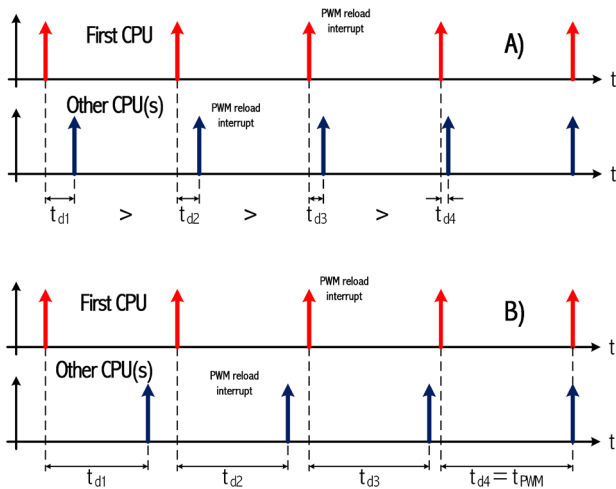 PWM reload
interrupt
First CPU
A)
t
Other CPU(s)
PWM reload
interrupt
t
td1 > td2 > td3 > td4
PWM reload
interrupt
First CPU
B)
t
Other CPU(s)
PWM reload
interrupt
t
td1 td2 td3 td4 = tPWM